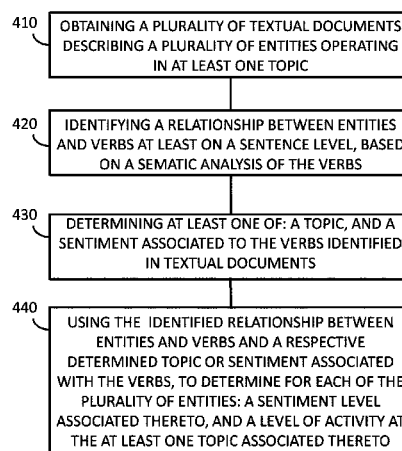 410
OBTAINING A PLURALITY OF TEXTUAL DOCUMENTS
DESCRIBING A PLURALITY OF ENTITIES OPERATING
IN AT LEAST ONE TOPIC
420
IDENTIFYING A RELATIONSHIP BETWEEN ENTITIES
AND VERBS AT LEAST ON A SENTENCE LEVEL, BASED
ON A SEMATIC ANALYSIS OF THE VERBS
430
DETERMINING AT LEAST ONE OF: A TOPIC, AND A
SENTIMENT ASSOCIATED TO THE VERBS IDENTIFIED
IN TEXTUAL DOCUMENTS
440
USING THE IDENTIFIED RELATIONSHIP BETWEEN
ENTITIES AND VERBS AND A RESPECTIVE
DETERMINED TOPIC OR SENTIMENT ASSOCIATED
WITH THE VERBS, TO DETERMINE FOR EACH OF THE
PLURALITY OF ENTITIES: A SENTIMENT LEVEL
ASSOCIATED THERETO, AND A LEVEL OF ACTIVITY AT
THE AT LEAST ONE TOPIC ASSOCIATED THERETO